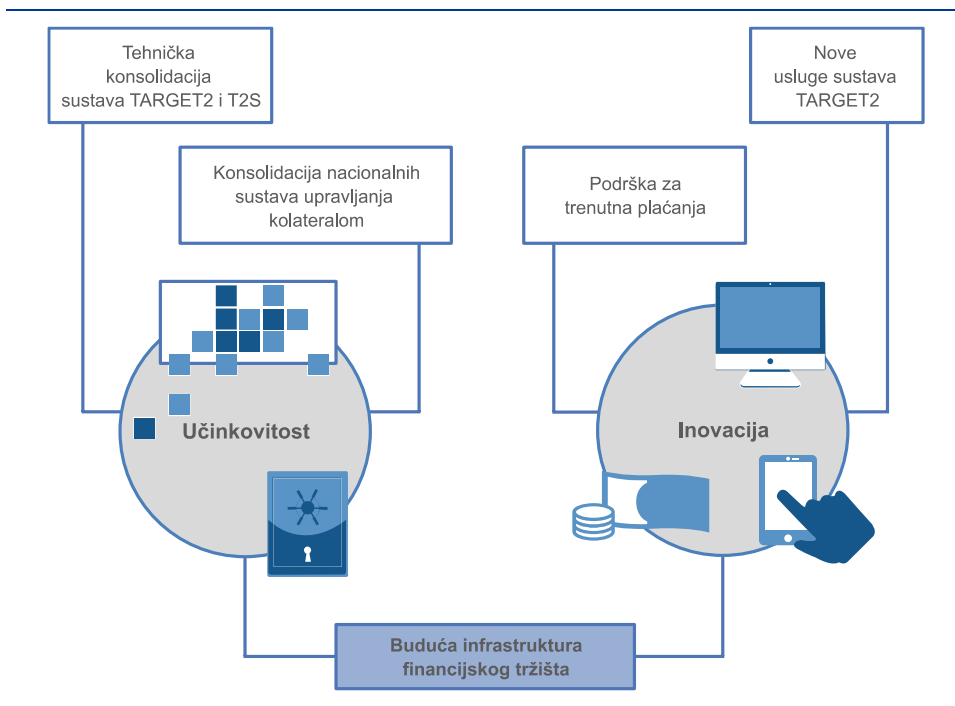 Tehnička
konsolidacija
sustava TARGET2 i T2S
Nove
usluge sustava
TARGET2
Konsolidacija nacionalnih
sustava upravljanja
kolateralom
Podrška za
trenutna plaćanja
Učinkovitost
Inovacija
Buduća infrastruktura
financijskog tržišta